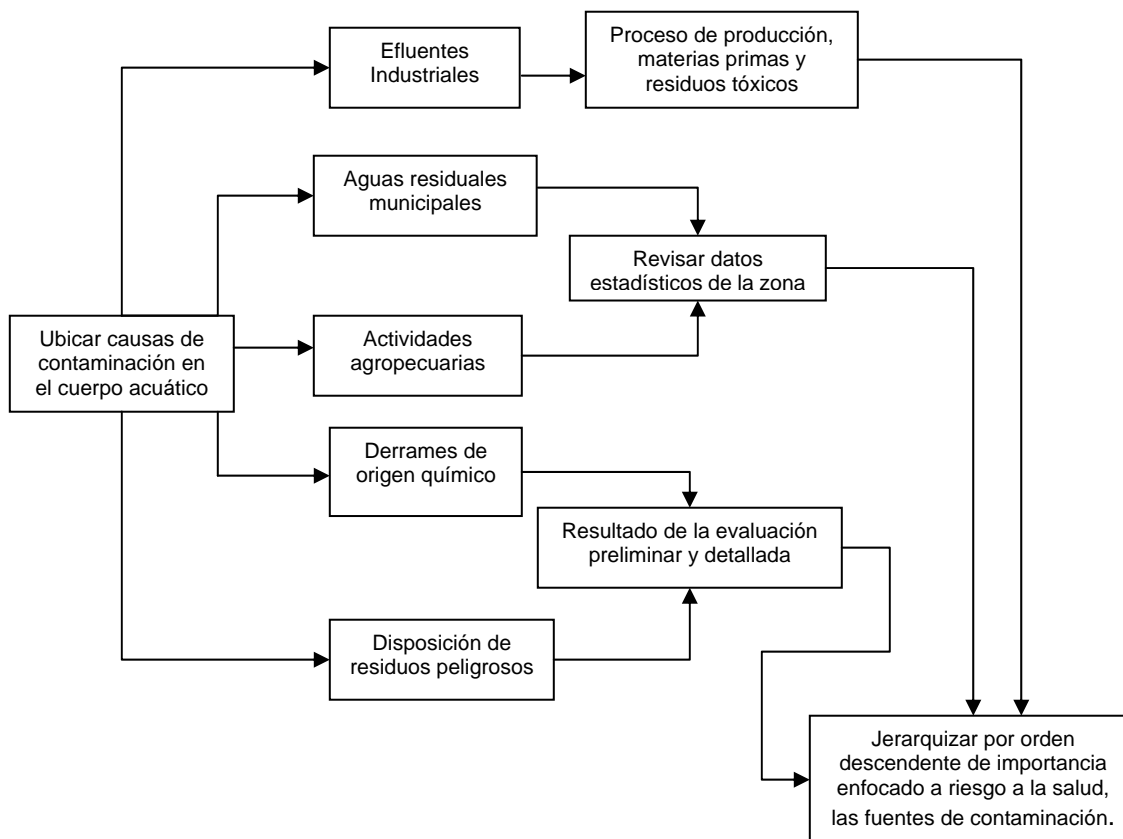 Efluentes
Industriales
Proceso de producción,
materias primas y
residuos tóxicos
Aguas residuales
municipales
Revisar datos
estadísticos de la zona
Ubicar causas de
contaminación en
el cuerpo acuático
Actividades
agropecuarias
Derrames de
origen químico
Resultado de la evaluación
preliminar y detallada
Disposición de
residuos peligrosos
Jerarquizar por orden
descendente de importancia
enfocado a riesgo a la salud,
las fuentes de contaminación.